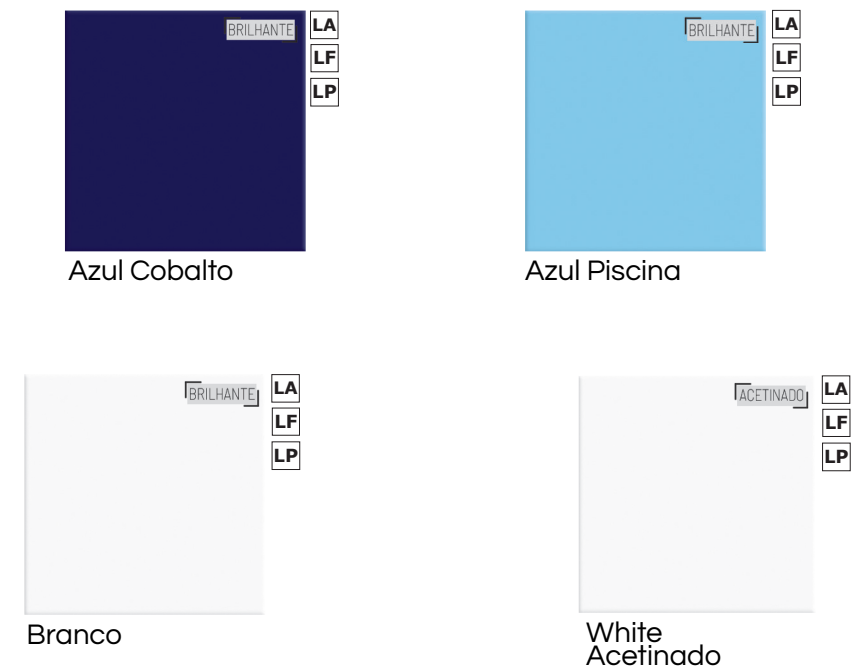 BRILHANTE
LA
LF
LP
Azul Cobalto
BRILHANTE
LA
LF
LP
Azul Piscina
BRILHANTE
LA
LF
LP
Branco
ACETINADO
LA
LF
LP
White
Acetinado